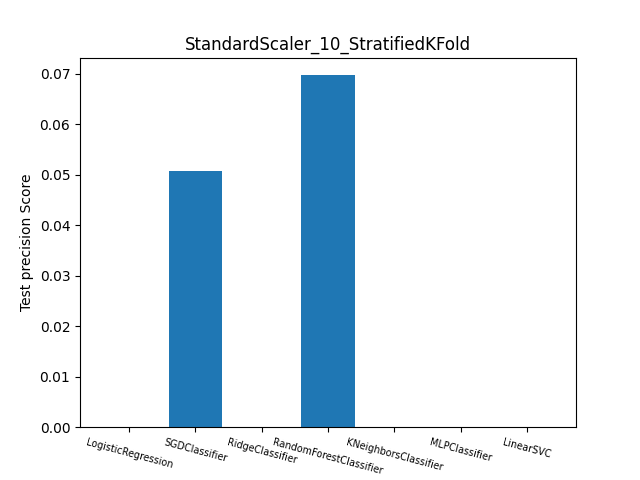 StandardScaler_10_StratifiedKFold
Test precision Score
0.07
0.06
0.05
0.04
0.03
0.02
0.01
0.00
LogisticRegression
SGDClassifier
RidgeClassifier
RandomForestClassifier
KNeighborsClassifier
MLPClassifier
LinearSVC